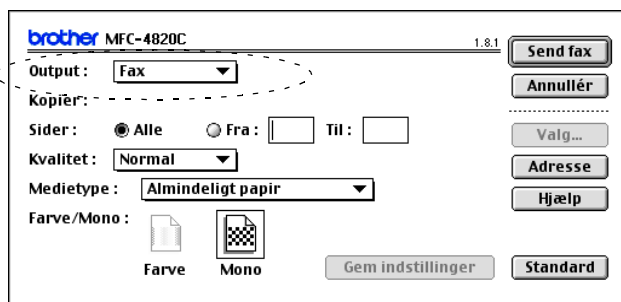 brother MFC-4820C 1.8.1 Send fax
Output : Fax
Annullér
Kopier:
Sider : Alle Fra : Til :
Valg...
Kvalitet : Normal
Adresse
Medietype : Almindeligt papir
Hjælp
Farve/Mono :
Farve Mono Gem indstillinger Standard